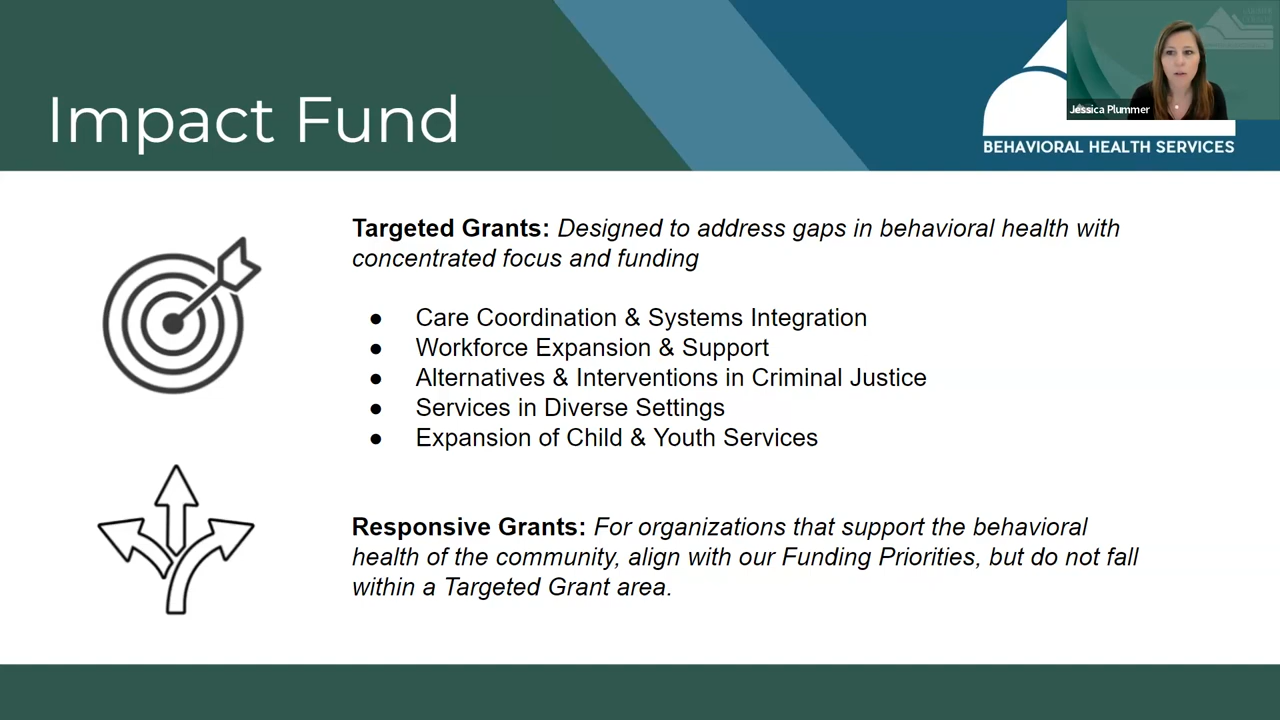 Impact Fund
Jessica Plummer
BEHAVIORAL HEALTH SERVICES
Targeted Grants: Designed to address gaps in behavioral health with
concentrated focus and funding
● Care Coordination & Systems Integration
● Workforce Expansion & Support
● Alternatives & Interventions in Criminal Justice
● Services in Diverse Settings
● Expansion of Child & Youth Services
Responsive Grants: For organizations that support the behavioral
health of the community, align with our Funding Priorities, but do not fall
within a Targeted Grant area.